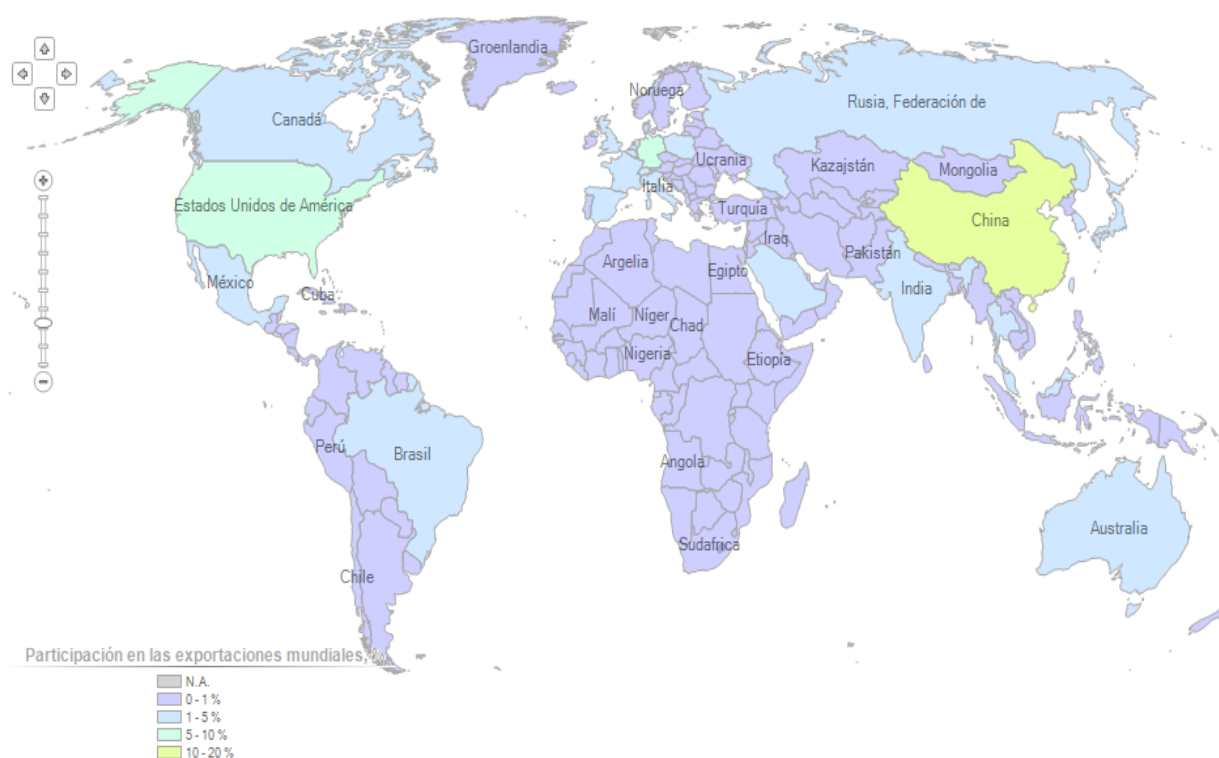 Groenlandia
Noruega
Rusia, Federación de
Canadá
Ucrania
Kazajstán
Mongolia
Italia
Estados Unidos de América
Turquía
China
Iraq
Pakistán
Argelia
Egipto
México
India
Cuba
Malí
Níger
Chad
Nigeria
Etiopía
Perú
Brasil
Angola
Australia
Sudafrica
Chile
Participación en las exportaciones mundiales, %
N.A.
0 - 1 %
1 - 5 %
5 - 10 %
10 - 20 %